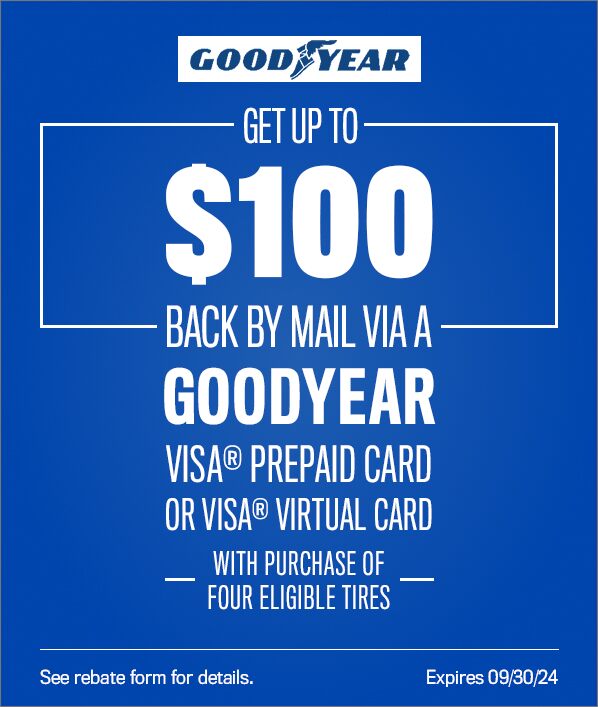 GOODYEAR
GET UP TO
$100
BACK BY MAIL VIA A
GOODYEAR
VISA® PREPAID CARD
OR VISA® VIRTUAL CARD
WITH PURCHASE OF
FOUR ELIGIBLE TIRES
See rebate form for details.
Expires 09/30/24